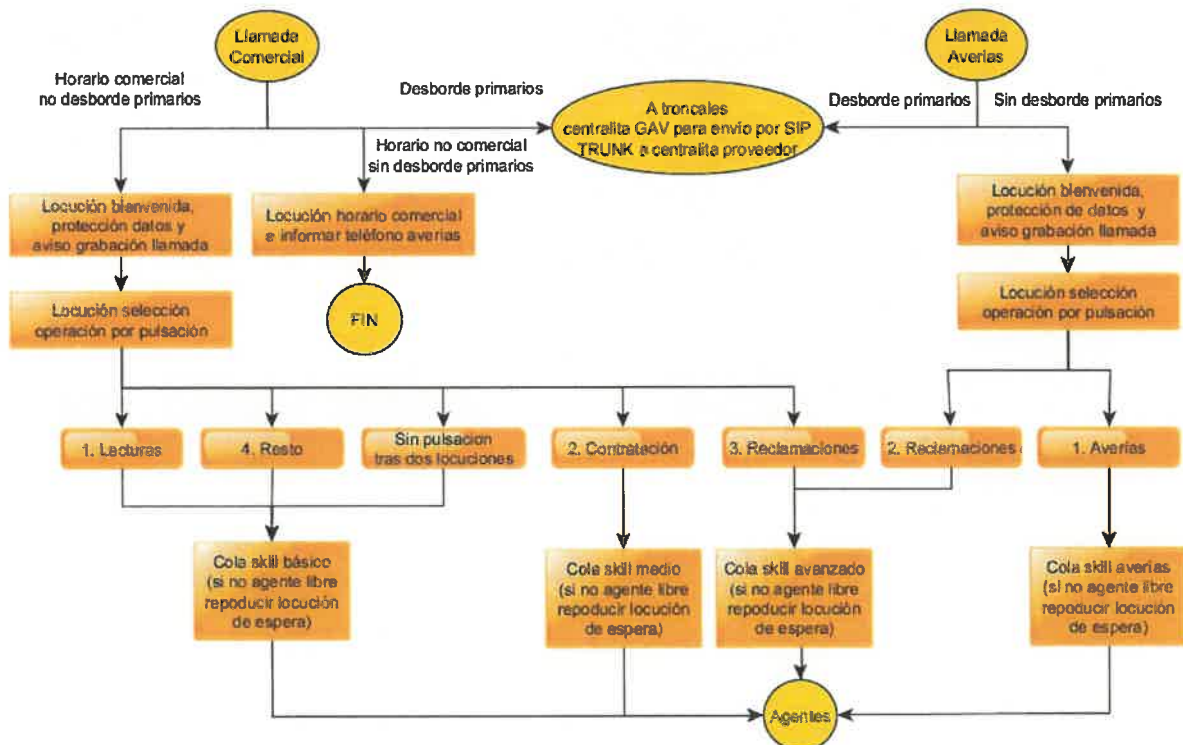 Llamada
Comercial
Llamada
Averías
Horario comercial
no desborde primarios
Desborde primarios
A troncales
centralita GAV para envio por SIP
TRUNK a centralita proveedor
Desborde primarios
Sin desborde primarios
Horario no comercial
sin desborde primarios
Locución bienvenida,
protección datos y
aviso grabación llamada
Locución horario comercial
e informar teléfono averías
Locución bienvenida,
protección de datos y
aviso grabación llamada
Locución selección
operación por pulsación
FIN
Locución selección
operación por pulsación
1. Lecturas
4. Resto
Sin pulsacion
tras dos locuciones
2. Contratación
3. Reclamaciones
2. Reclamaciones
1. Averías
Cola skill básico
(si no agente libre
repoducir locución
de espera)
Cola skill medio
(si no agente libre
repoducir locución
de espera)
Cola skill avanzado
(si no agente libre
repoducir locución
de espera)
Cola skill averías
(si no agente libre
repoducir locución
de espera)
Agentes